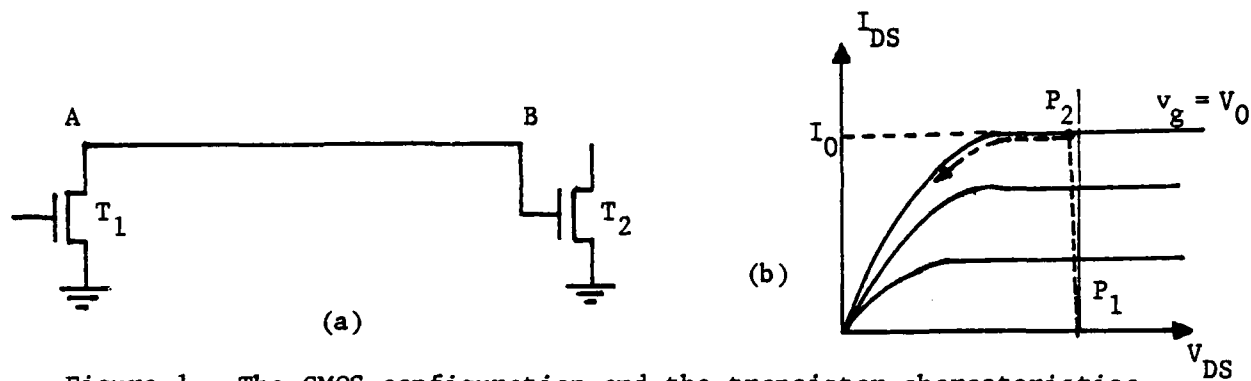 A
B
T1
T2
(a)
IDS
I0
P2
vg = V0
(b)
P1
VDS
Figure 1. The CMOS configuration and the transistor characteristics